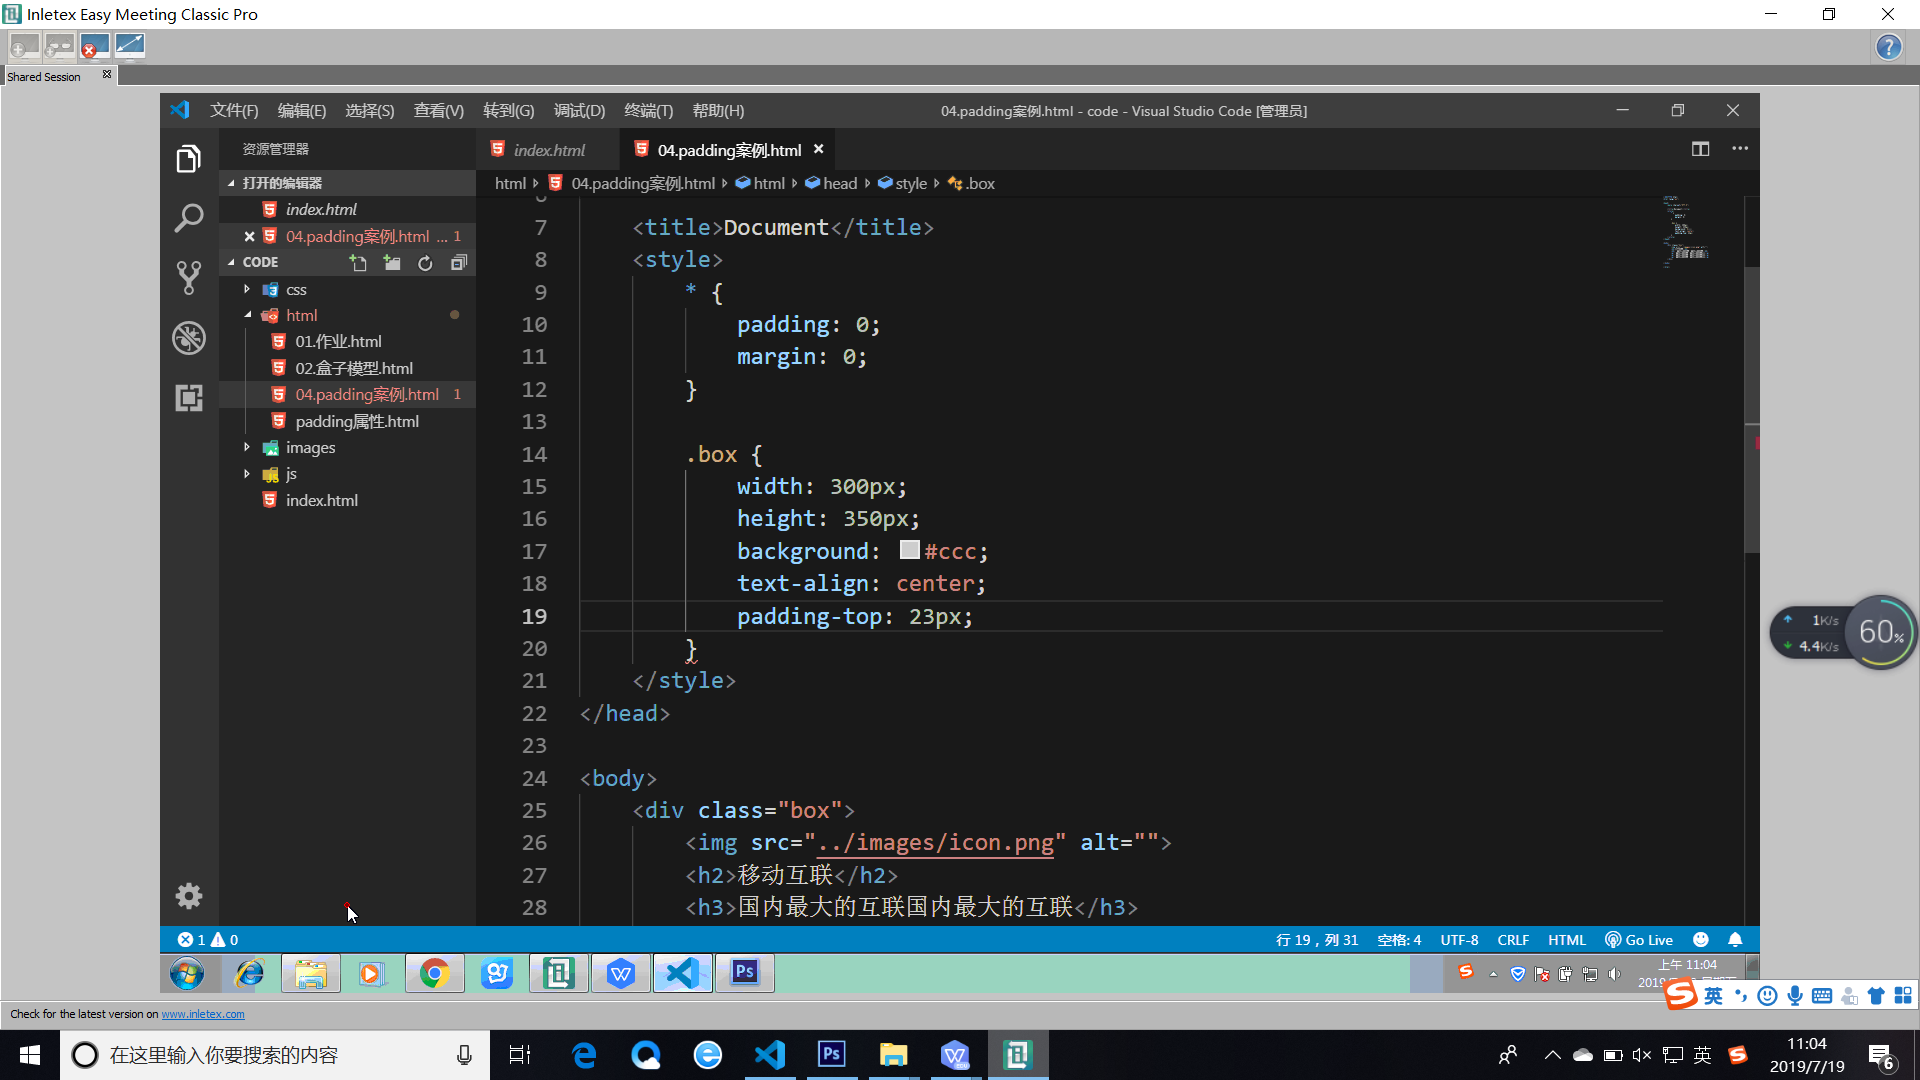 Inletex Easy Meeting Classic Pro
Shared Session
文件(F) 编辑(E) 选择(S) 查看(V) 转到(G) 调试(D) 终端(T) 帮助(H)
04.padding案例.html - code - Visual Studio Code [管理员]
资源管理器
index.html
04.padding案例.html
打开的编辑器
index.html
04.padding案例.html ... 1
CODE
css
html
01.作业.html
02.盒子模型.html
04.padding案例.html 1
padding属性.html
images
js
index.html
html 04.padding案例.html html head style .box
7 <title>Document</title>
8 <style>
9 * {
10 padding: 0;
11 margin: 0;
12 }
13
14 .box {
15 width: 300px;
16 height: 350px;
17 background: #ccc;
18 text-align: center;
19 padding-top: 23px;
20 }
21 </style>
22 </head>
23
24 <body>
25 <div class="box">
26 <img src="../images/icon.png" alt="">
27 <h2>移动互联</h2>
28 <h3>国内最大的互联国内最大的互联</h3>
1K/s
4.4K/s
60%
1 0
行 19，列 31 空格: 4 UTF-8 CRLF HTML Go Live
Ps
上午 11:04
英
Check for the latest version on www.inletex.com
在这里输入你要搜索的内容
Ps
英
11:04
2019/7/19
6